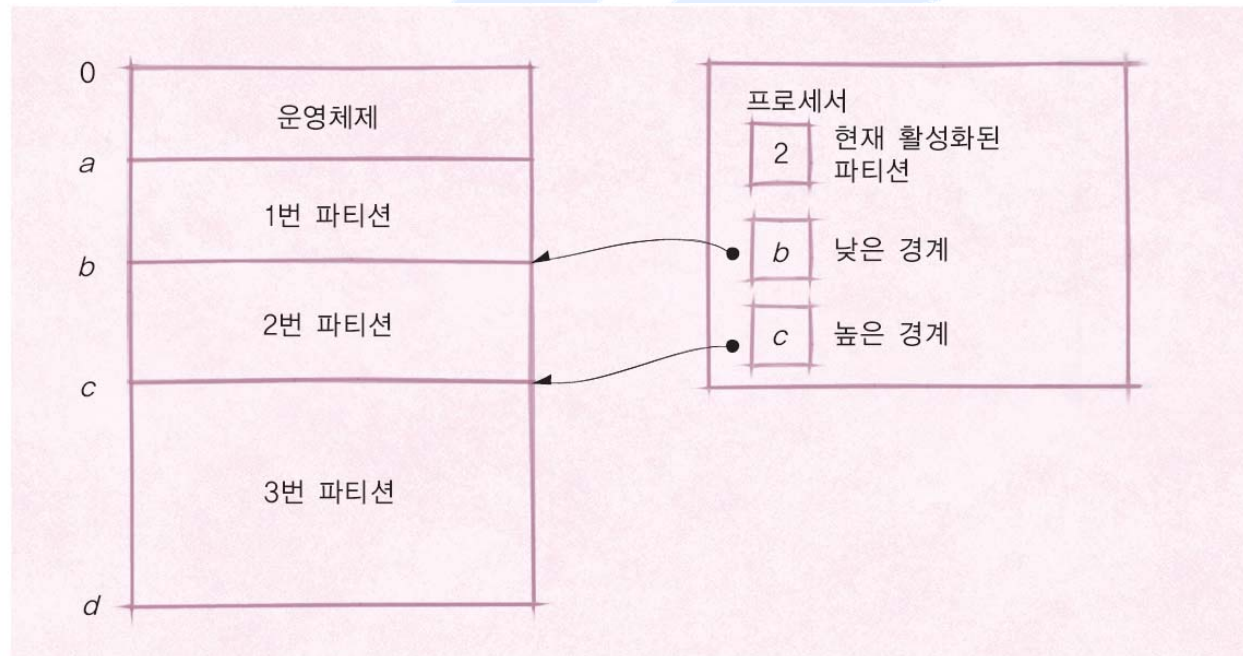 0
운영체제
a
1번 파티션
b
2번 파티션
c
3번 파티션
d
프로세서
2
현재 활성화된
파티션
b
낮은 경계
c
높은 경계